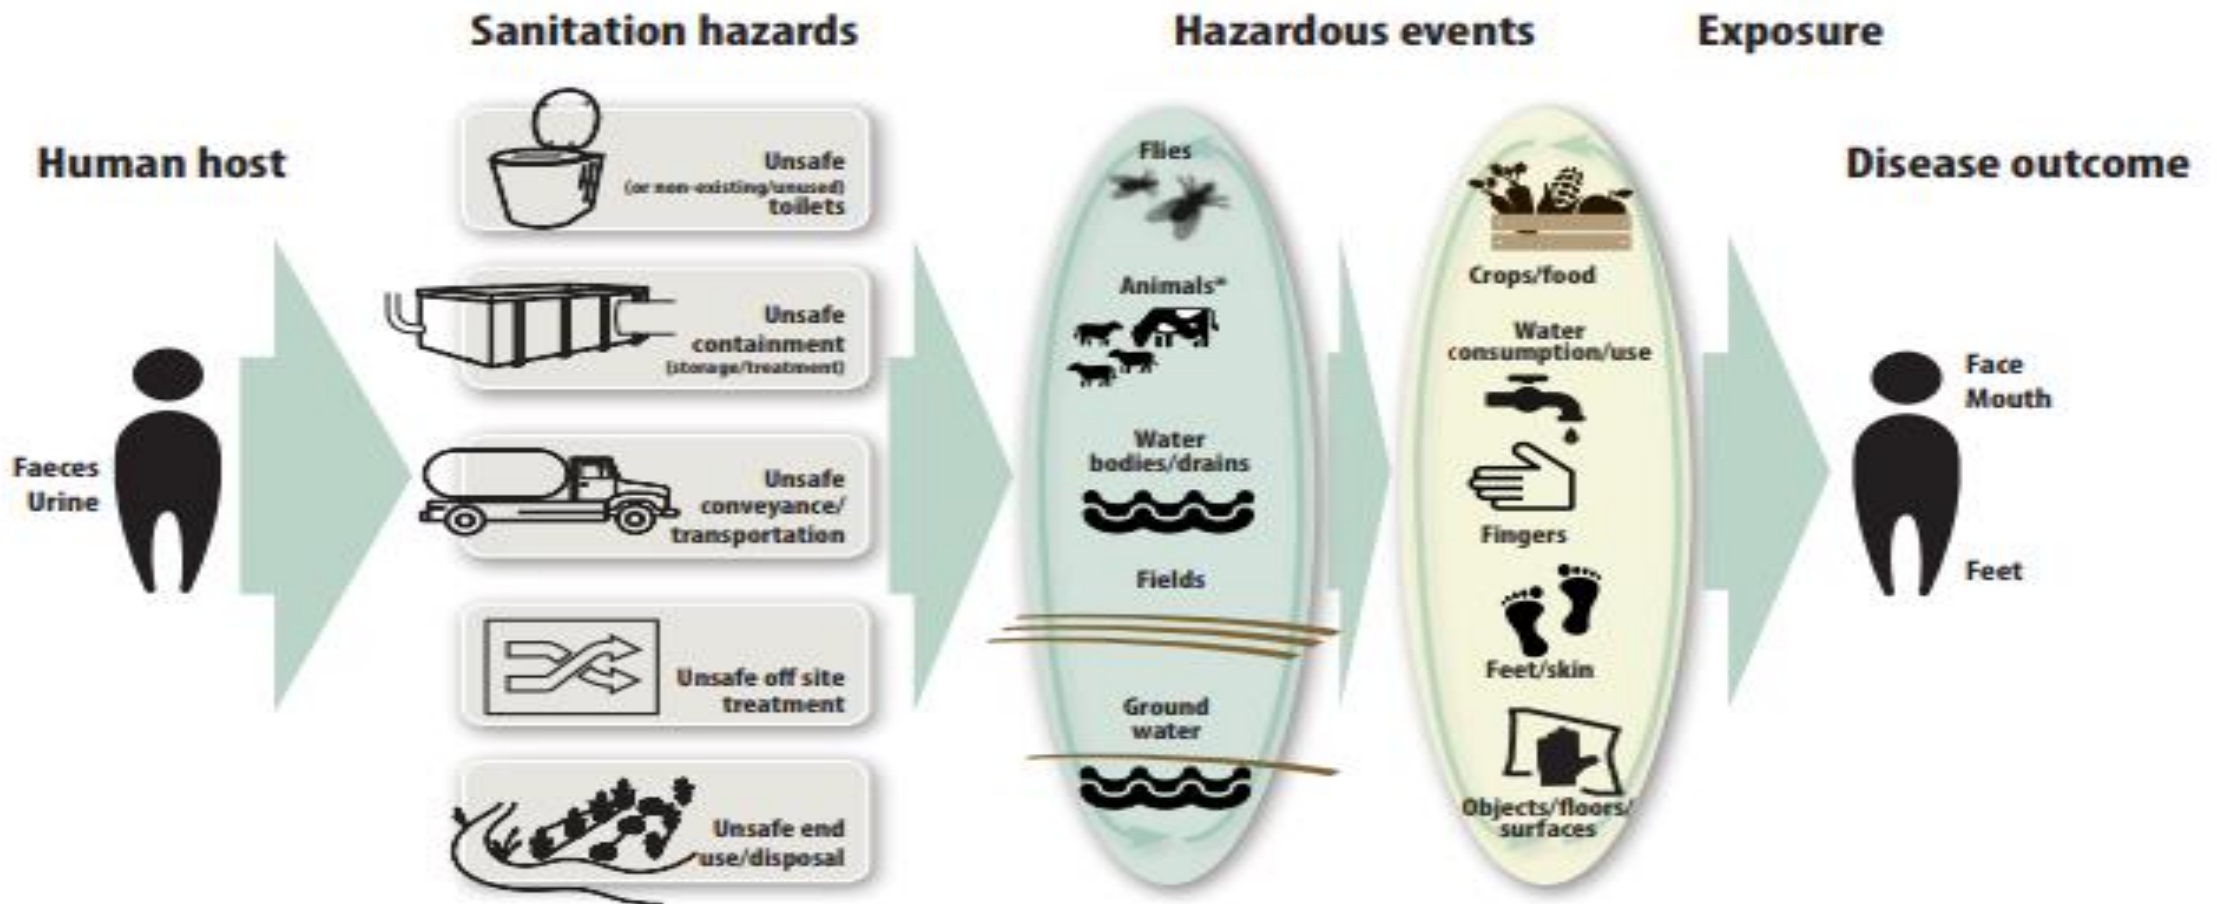 Sanitation hazards
Hazardous events
Exposure
Human host
Disease outcome
Faeces
Urine
Unsafe
(or non-existing/unused)
toilets
Unsafe
containment
(storage/treatment)
Unsafe
conveyance/
transportation
Unsafe off site
treatment
Unsafe end
use/disposal
Flies
Animals*
Water
bodies/drains
Fields
Ground
water
Crops/food
Water
consumption/use
Fingers
Feet/skin
Objects/floors/
surfaces
Face
Mouth
Feet